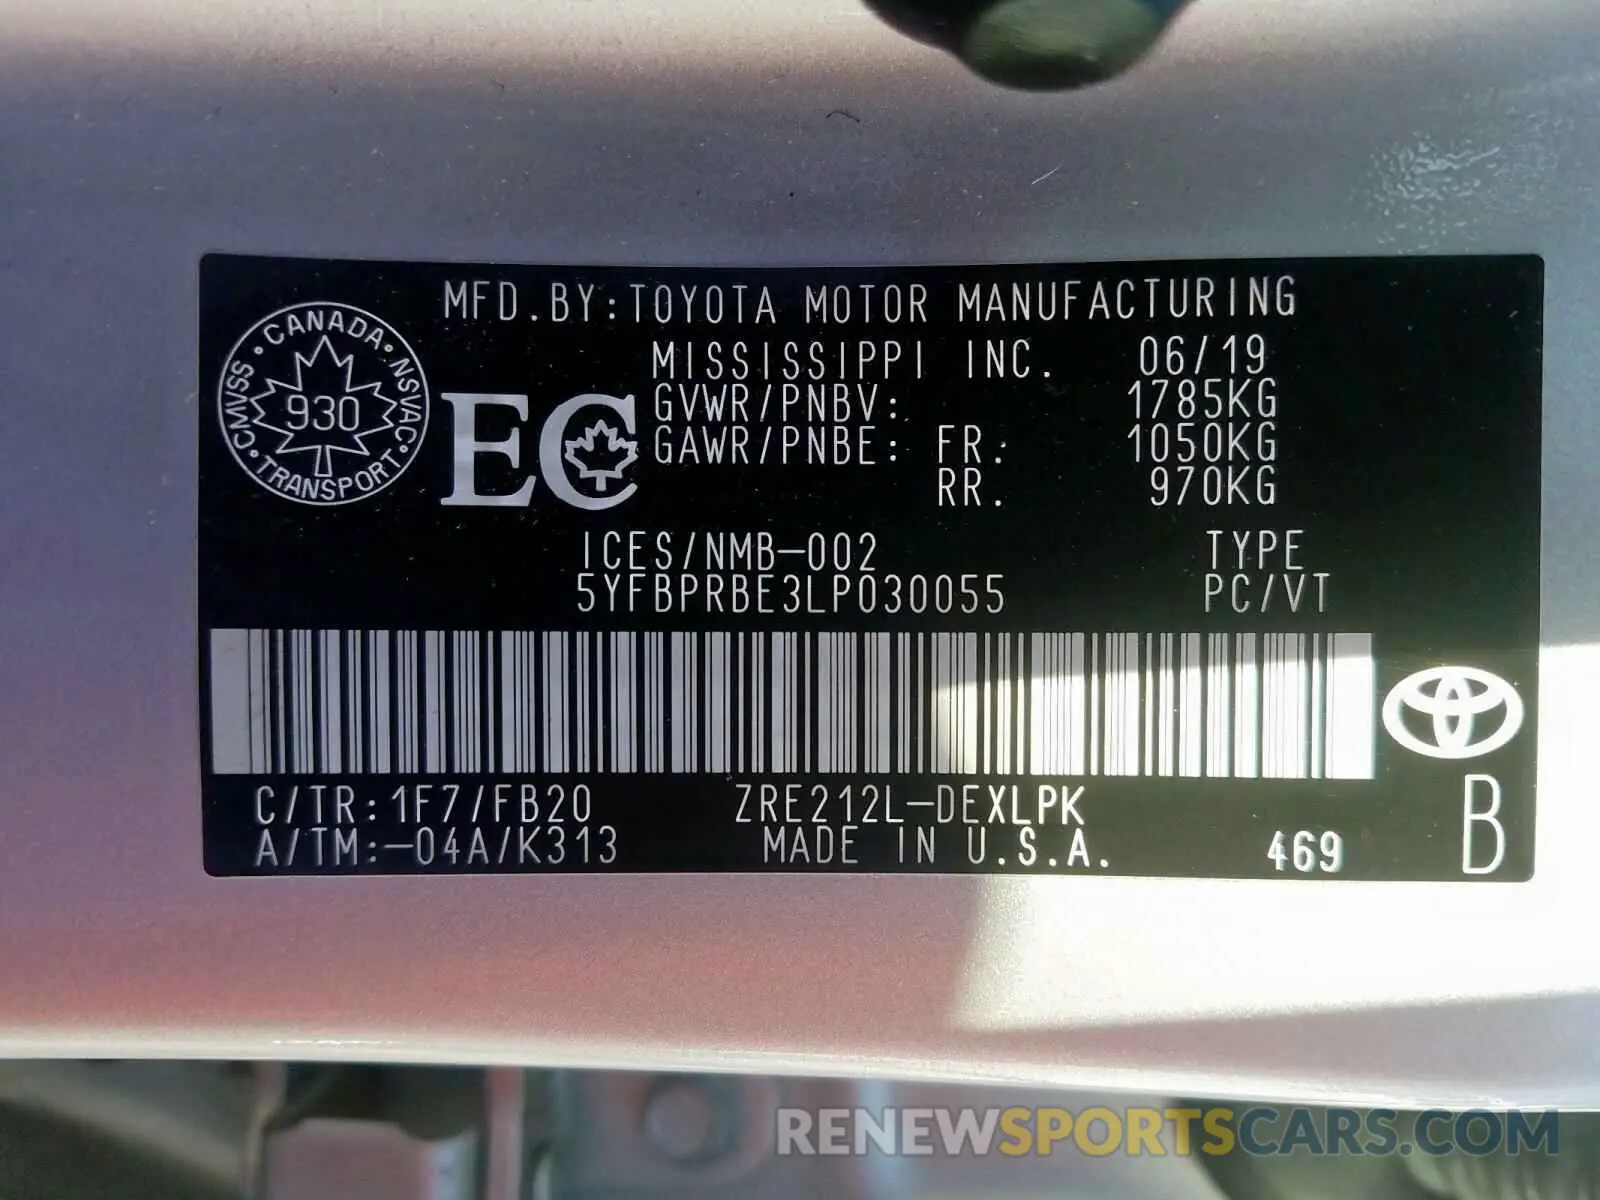 MFD.BY:TOYOTA MOTOR MANUFACTURING
MISSISSIPPI INC. 06/19
GVWR/PNBV: 1785KG
GAWR/PNBE: FR: 1050KG
RR. 970KG
CANADA • NSVAC • TRANSPORT • CMVSS •
930
EC
ICES/NMB-002 TYPE
5YFBPRBE3LP030055 PC/VT
C/TR:1F7/FB20 ZRE212L-DEXLPK
A/TM:-04A/K313 MADE IN U.S.A. 469
B
RENEWSPORTSCARS.COM